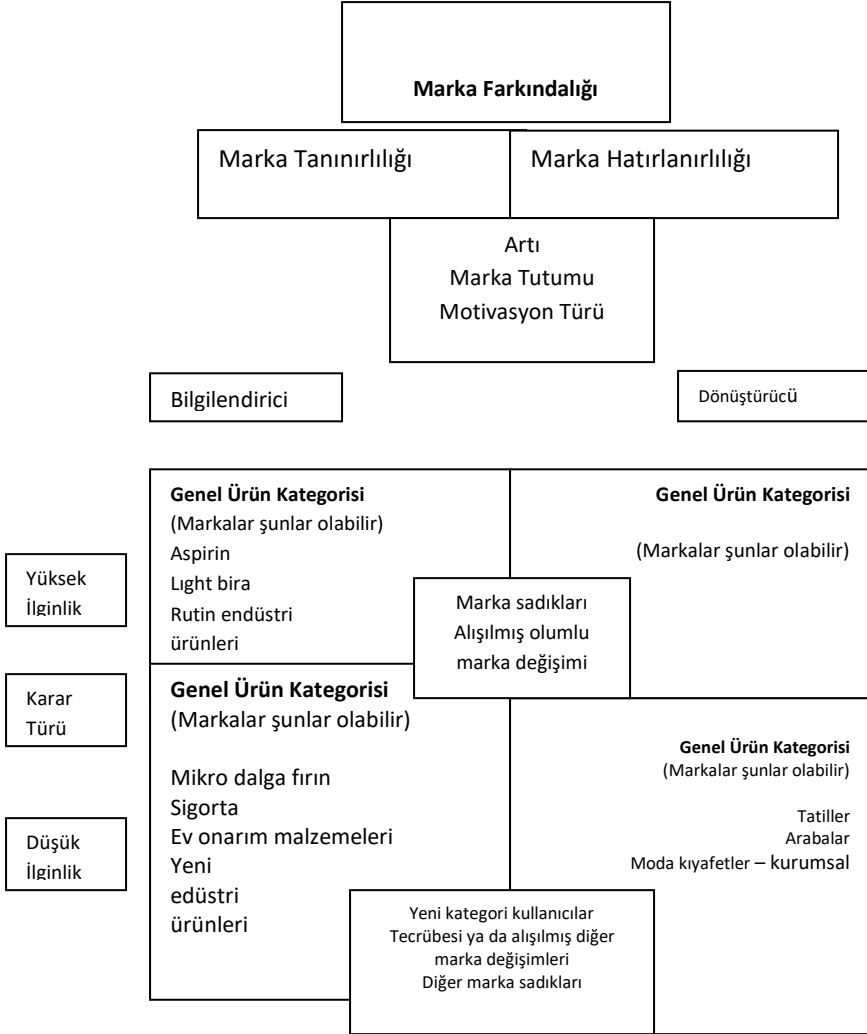 Marka Farkındalığı
Marka Tanınırlılığı
Marka Hatırlanırlılığı
Artı
Marka Tutumu
Motivasyon Türü
Bilgilendirici
Dönüştürücü
Genel Ürün Kategorisi
(Markalar şunlar olabilir)
Aspirin
Lıght bira
Rutin endüstri
ürünleri
Genel Ürün Kategorisi
(Markalar şunlar olabilir)
Yüksek
İlginlik
Marka sadıkları
Alışılmış olumlu
marka değişimi
Karar
Türü
Genel Ürün Kategorisi
(Markalar şunlar olabilir)
Mikro dalga fırın
Sigorta
Ev onarım malzemeleri
Yeni
edüstri
ürünleri
Genel Ürün Kategorisi
(Markalar şunlar olabilir)
Tatiller
Arabalar
Moda kıyafetler – kurumsal
Düşük
İlginlik
Yeni kategori kullanıcılar
Tecrübesi ya da alışılmış diğer
marka değişimleri
Diğer marka sadıkları